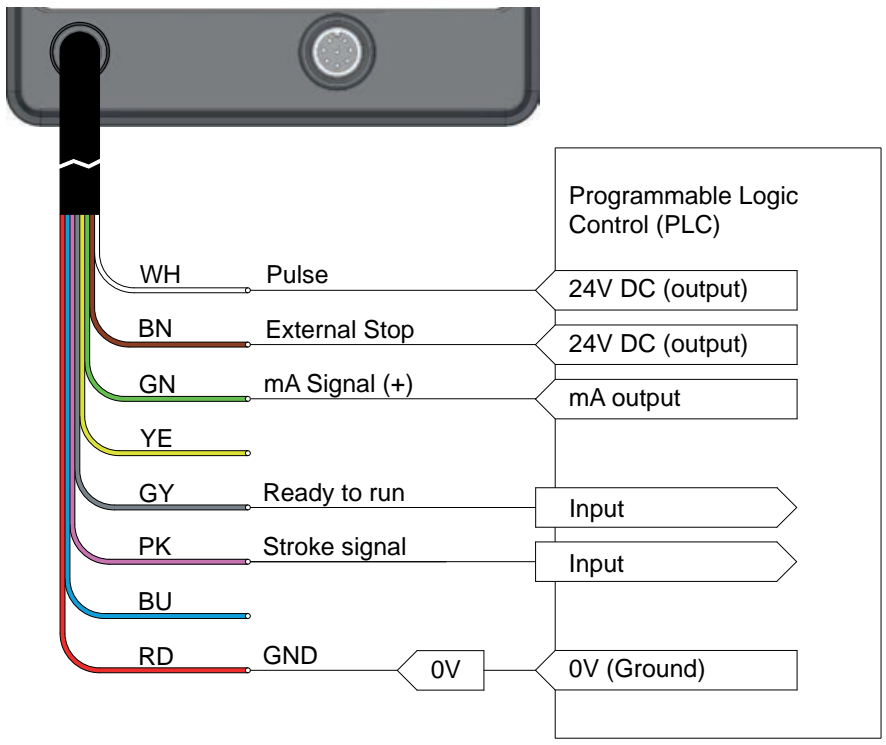 Programmable Logic
Control (PLC)
WH Pulse 24V DC (output)
BN External Stop 24V DC (output)
GN mA Signal (+) mA output
YE
GY Ready to run Input
PK Stroke signal Input
BU
RD GND 0V 0V (Ground)